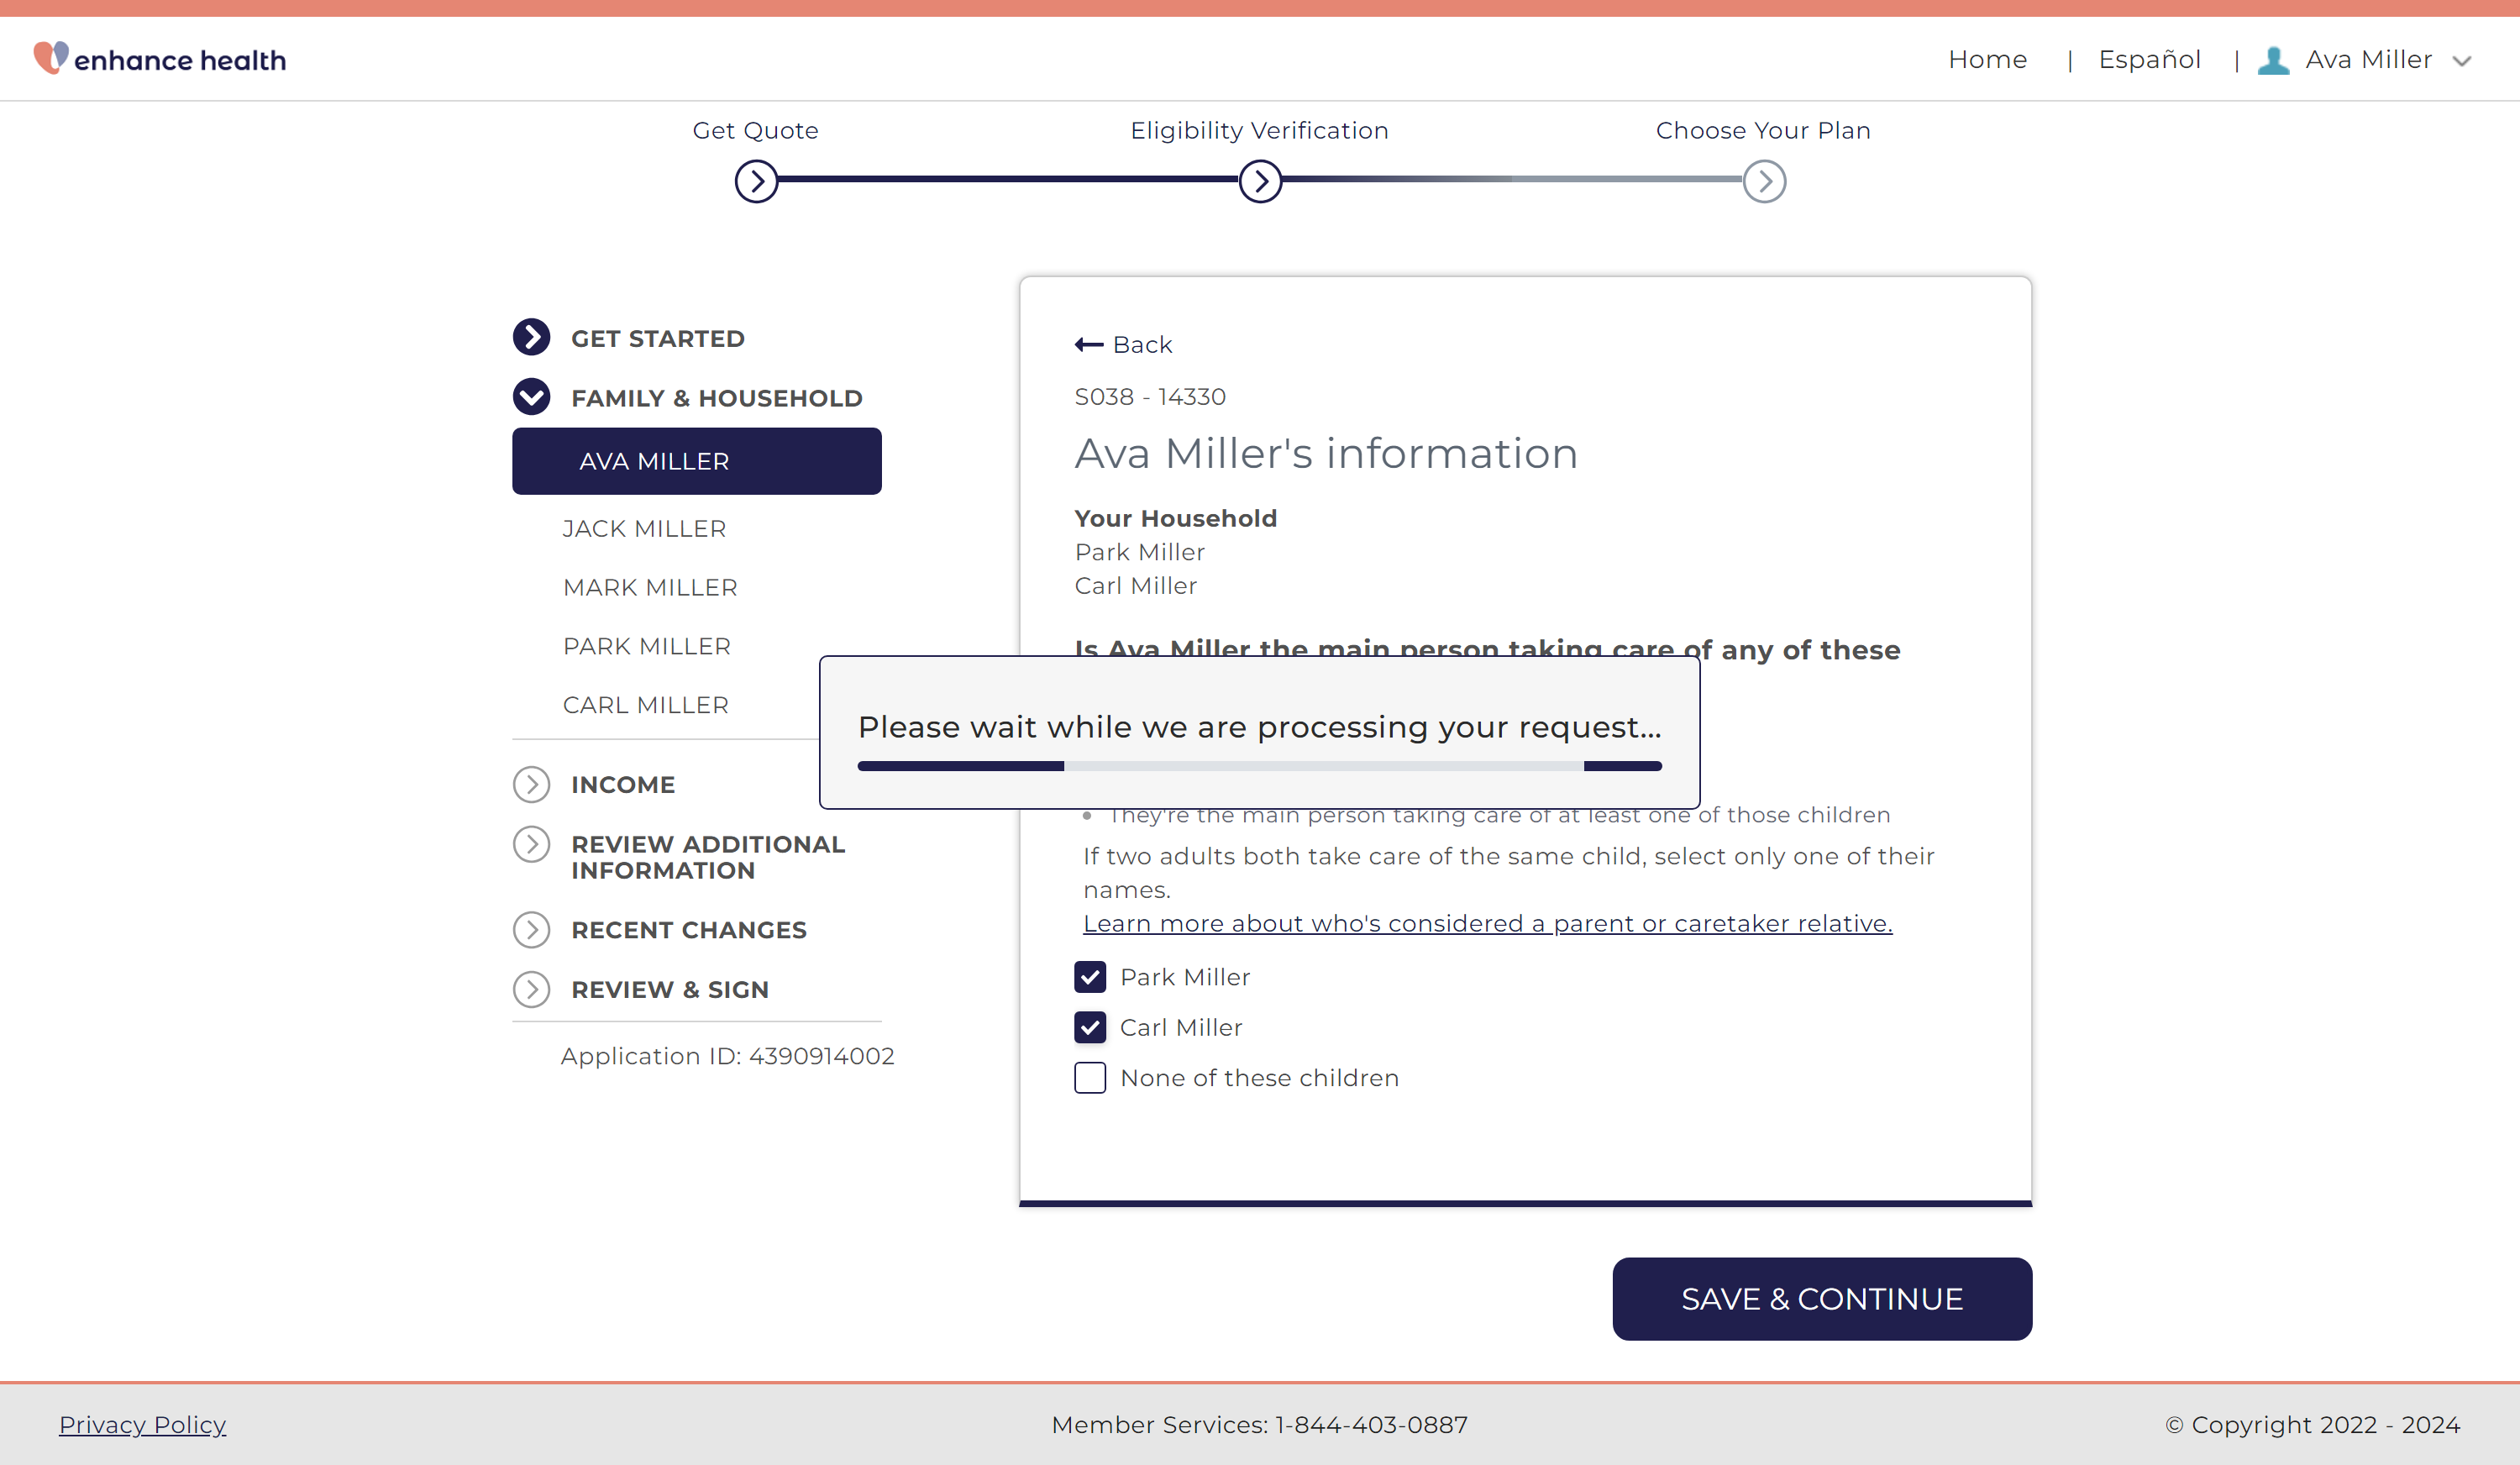 enhance health
Home | Español | Ava Miller
Get Quote
Eligibility Verification
Choose Your Plan
GET STARTED
FAMILY & HOUSEHOLD
AVA MILLER
JACK MILLER
MARK MILLER
PARK MILLER
CARL MILLER
INCOME
REVIEW ADDITIONAL
INFORMATION
RECENT CHANGES
REVIEW & SIGN
Application ID: 4390914002
Back
S038 - 14330
Ava Miller's information
Your Household
Park Miller
Carl Miller
Is Ava Miller the main person taking care of any of these
Please wait while we are processing your request...
They're the main person taking care of at least one of those children
If two adults both take care of the same child, select only one of their
names.
Learn more about who's considered a parent or caretaker relative.
Park Miller
Carl Miller
None of these children
SAVE & CONTINUE
Privacy Policy
Member Services: 1-844-403-0887
© Copyright 2022 - 2024